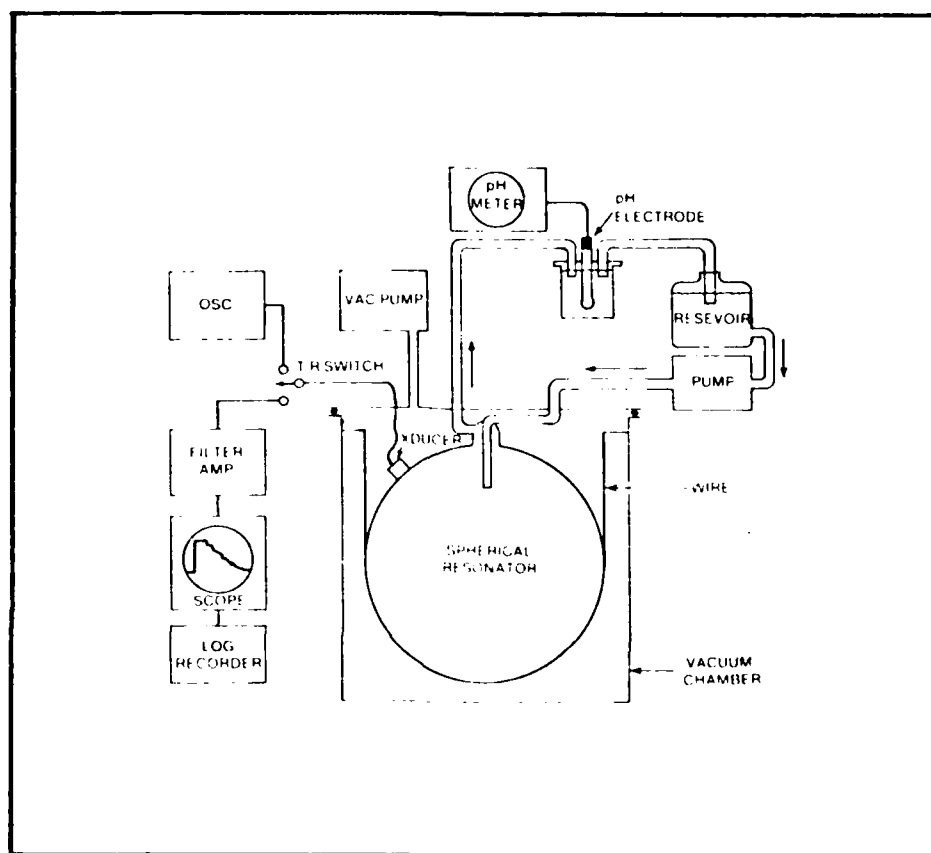 pH
METER
pH
ELECTRODE
OSC
VAC PUMP
RESEVOIR
T R SWITCH
PUMP
XDUCER
FILTER
AMP
WIRE
SPHERICAL
RESONATOR
SCOPE
LOG
RECORDER
VACUUM
CHAMBER